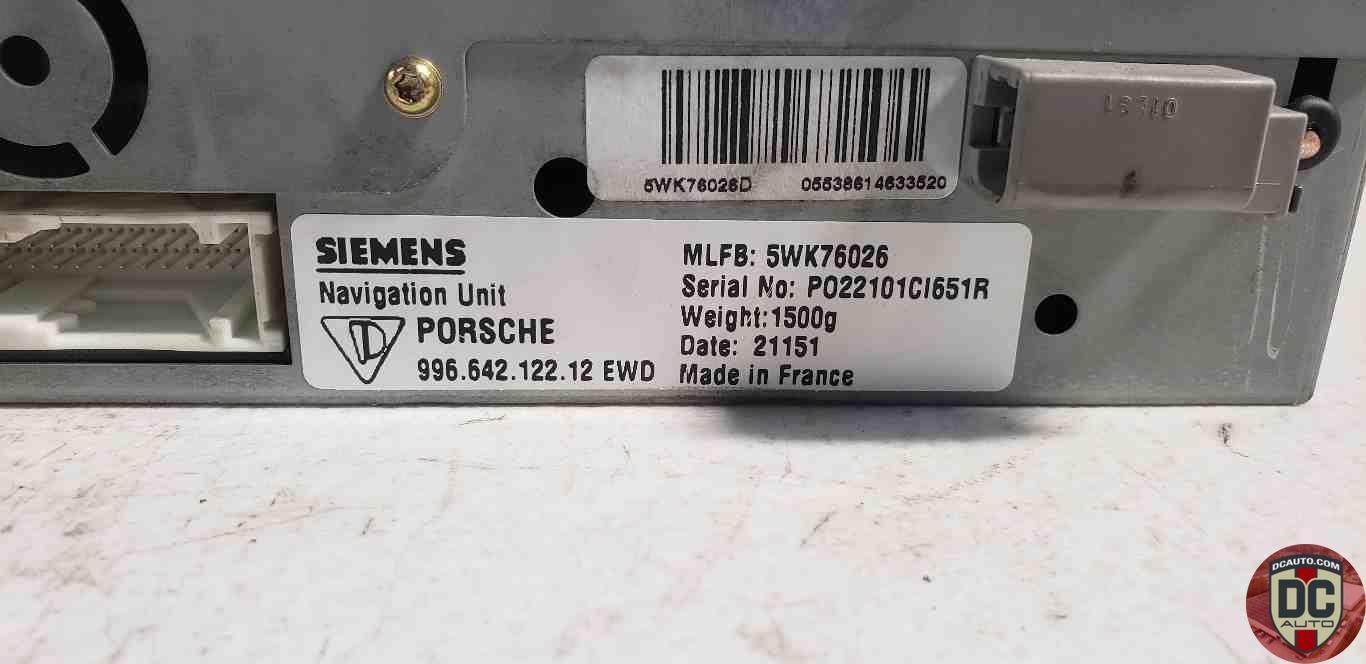 5WK76026D 05538614633520
SIEMENS
Navigation Unit
PORSCHE
996.642.122.12 EWD
MLFB: 5WK76026
Serial No: PO22101CI651R
Weight:1500g
Date: 21151
Made in France
DCAUTO.COM
DC
AUTO